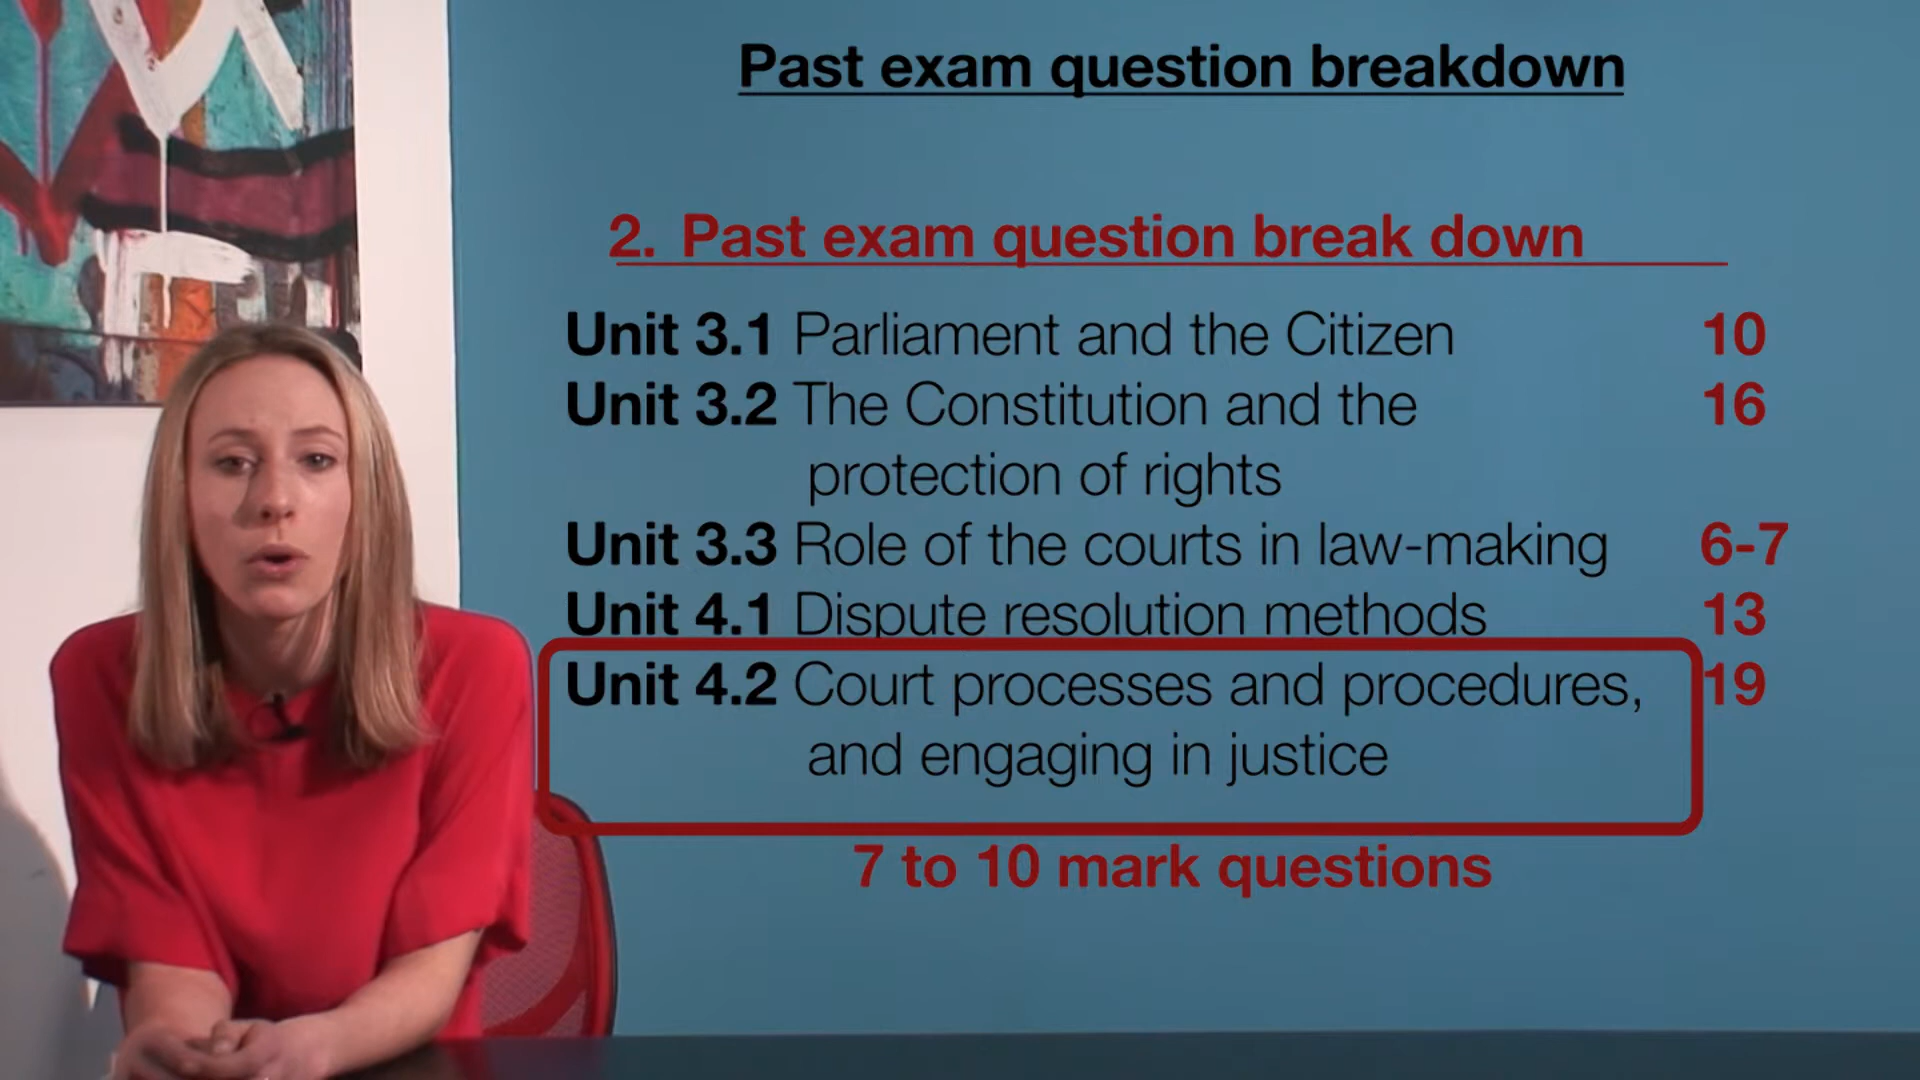 Past exam question breakdown
2. Past exam question break down
Unit 3.1 Parliament and the Citizen 10
Unit 3.2 The Constitution and the 16
protection of rights
Unit 3.3 Role of the courts in law-making 6-7
Unit 4.1 Dispute resolution methods 13
Unit 4.2 Court processes and procedures, 19
and engaging in justice
7 to 10 mark questions